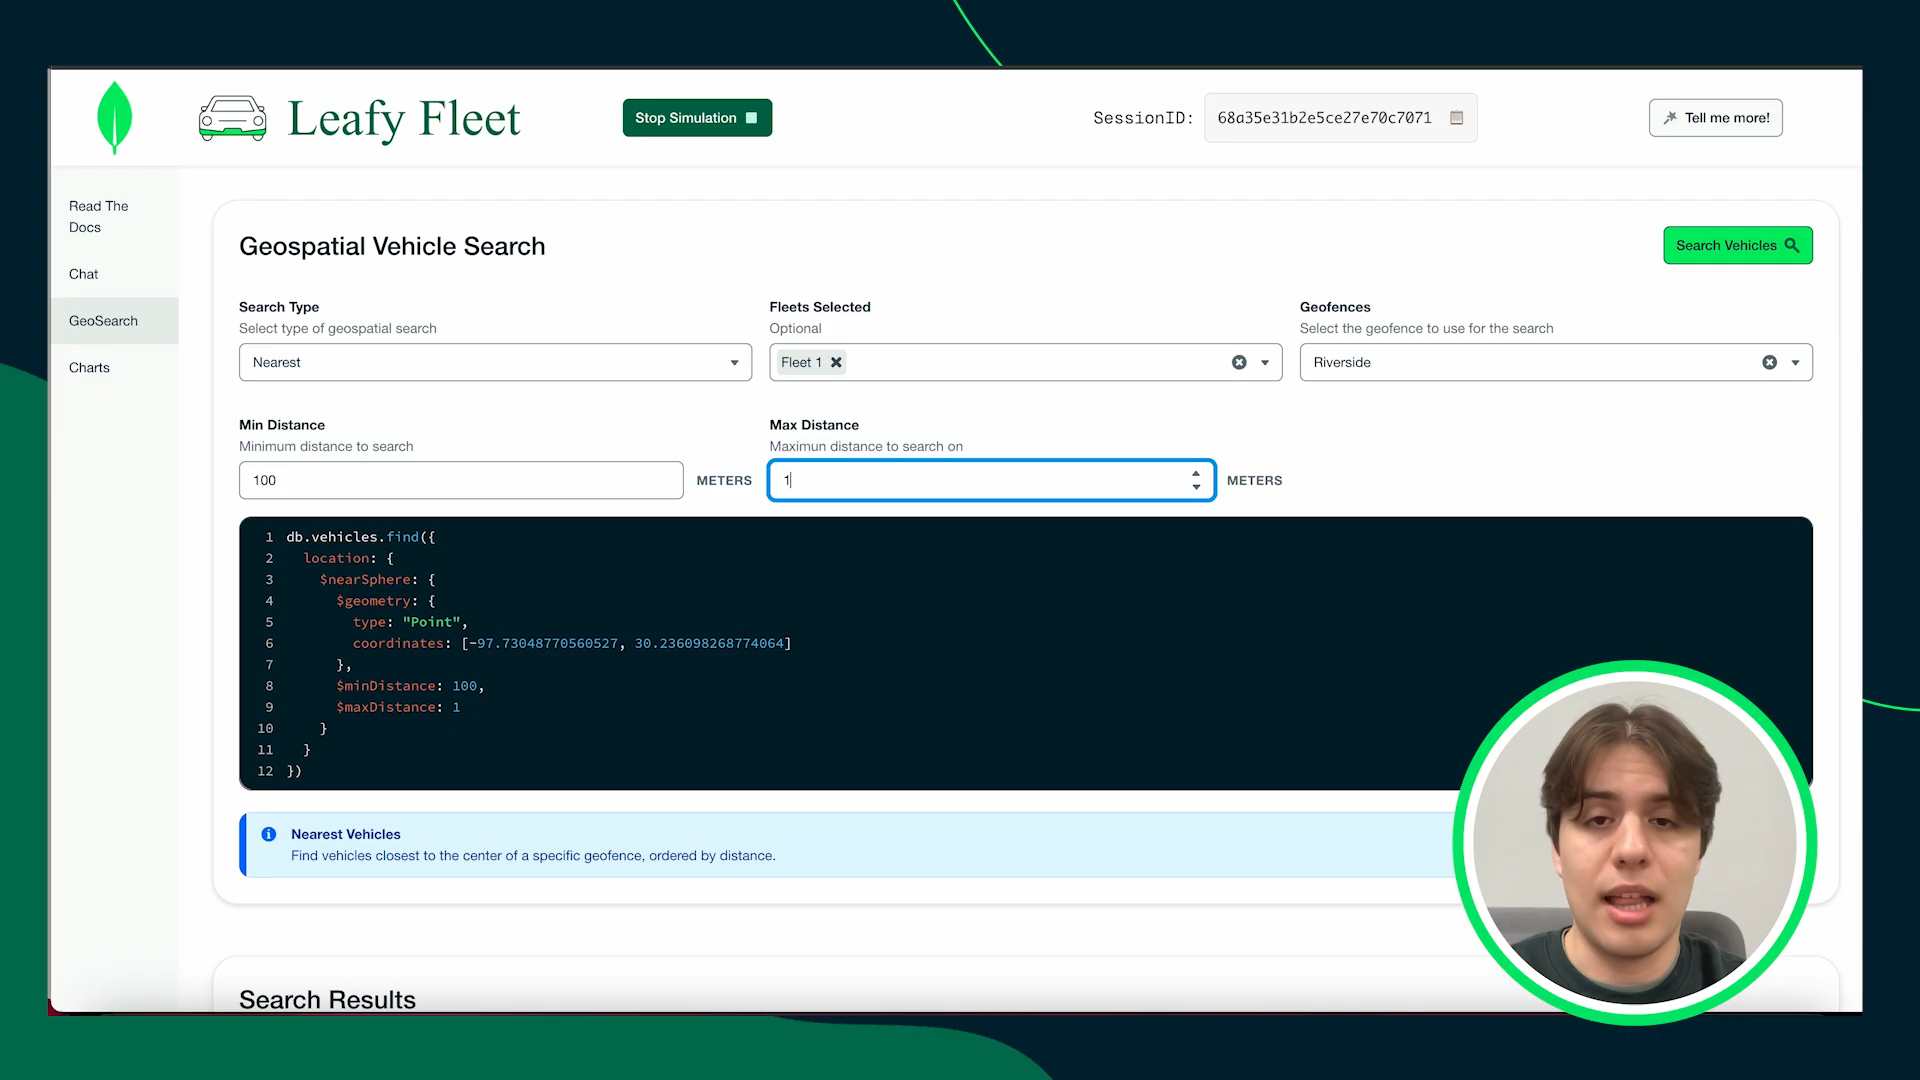 Leafy Fleet
Stop Simulation
SessionID: 68a35e31b2e5ce27e70c7071
Tell me more!
Read The
Docs
Chat
GeoSearch
Charts
Geospatial Vehicle Search
Search Vehicles
Search Type
Select type of geospatial search
Nearest
Fleets Selected
Optional
Fleet 1
Geofences
Select the geofence to use for the search
Riverside
Min Distance
Minimum distance to search
100 METERS
Max Distance
Maximun distance to search on
1 METERS
1 db.vehicles.find({
2 location: {
3 $nearSphere: {
4 $geometry: {
5 type: "Point",
6 coordinates: [-97.73048770560527, 30.236098268774064]
7 },
8 $minDistance: 100,
9 $maxDistance: 1
10 }
11 }
12 })
Nearest Vehicles
Find vehicles closest to the center of a specific geofence, ordered by distance.
Search Results